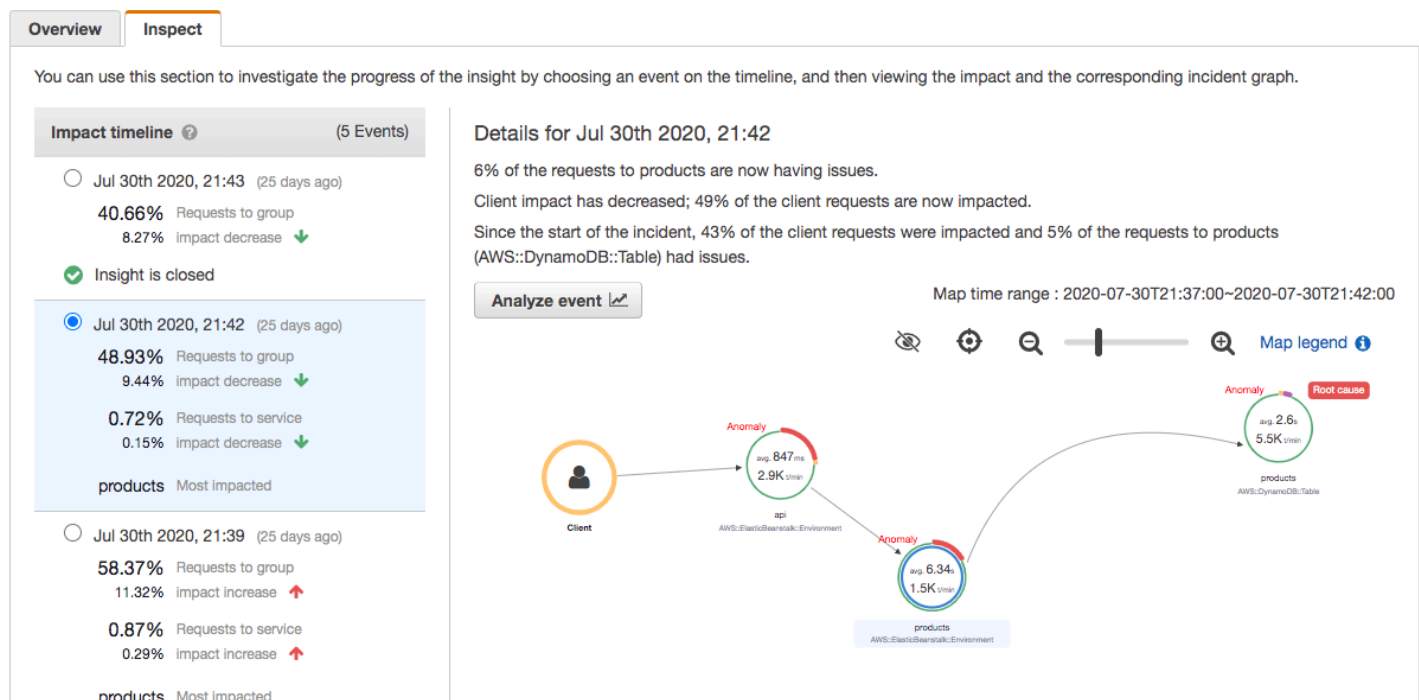 Overview
Inspect
You can use this section to investigate the progress of the insight by choosing an event on the timeline, and then viewing the impact and the corresponding incident graph.
Impact timeline ?
(5 Events)
Jul 30th 2020, 21:43 (25 days ago)
40.66% Requests to group
8.27% impact decrease
Insight is closed
Jul 30th 2020, 21:42 (25 days ago)
48.93% Requests to group
9.44% impact decrease
0.72% Requests to service
0.15% impact decrease
products Most impacted
Jul 30th 2020, 21:39 (25 days ago)
58.37% Requests to group
11.32% impact increase
0.87% Requests to service
0.29% impact increase
products Most impacted
Details for Jul 30th 2020, 21:42
6% of the requests to products are now having issues.
Client impact has decreased; 49% of the client requests are now impacted.
Since the start of the incident, 43% of the client requests were impacted and 5% of the requests to products
(AWS::DynamoDB::Table) had issues.
Analyze event
Map time range : 2020-07-30T21:37:00~2020-07-30T21:42:00
Map legend i
Client
Anomaly
avg. 847ms
2.9K t/min
api
AWS::ElasticBeanstalk::Environment
Anomaly
avg. 6.34s
1.5K t/min
products
AWS::ElasticBeanstalk::Environment
Anomaly
Root cause
avg. 2.6s
5.5K t/min
products
AWS::DynamoDB::Table